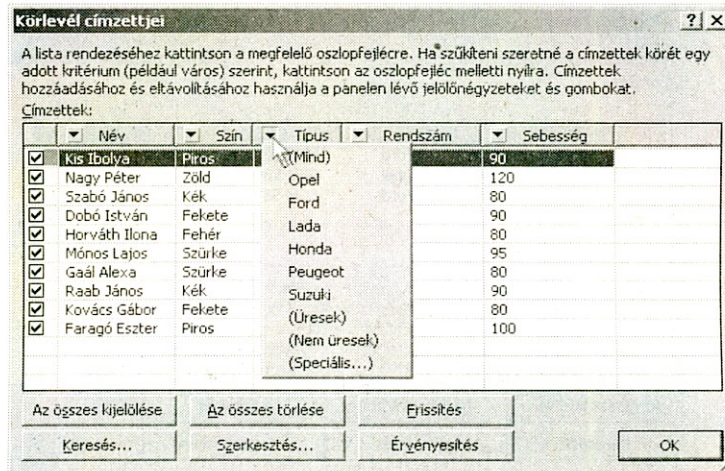 Körlevél címzettjei
A lista rendezéséhez kattintson a megfelelő oszlopfejlécre. Ha szűkíteni szeretné a címzettek körét egy
adott kritérium (például város) szerint, kattintson az oszlopfejléc melletti nyílra. Címzettek
hozzáadásához és eltávolításához használja a panelen lévő jelölőnégyzeteket és gombokat.
Címzettek:
Név Szín Típus Rendszám Sebesség
Kis Ibolya Piros (Mind) 90
Nagy Péter Zöld Opel 120
Szabó János Kék Ford 80
Dobó István Fekete Lada 90
Horváth Ilona Fehér Honda 80
Mónos Lajos Szürke Peugeot 95
Gaál Alexa Szürke Suzuki 80
Raab János Kék (Üresek) 90
Kovács Gábor Fekete (Nem üresek) 80
Faragó Eszter Piros (Speciális...) 100
Az összes kijelölése Az összes törlése Frissítés
Keresés... Szerkesztés... Érvényesítés OK